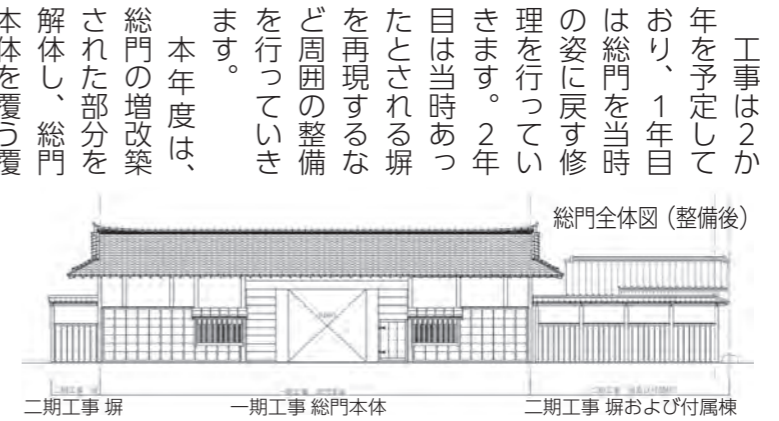 工事は２か
年を予定して
おり、１年目
は総門を当時
の姿に戻す修
理を行ってい
きます。２年
目は当時あっ
たとされる塀
を再現するな
ど周囲の整備
を行っていき
ます。
本年度は、
総門の増改築
された部分を
解体し、総門
本体を覆う覆
総門全体図（整備後）
二期工事 塀
一期工事 総門本体
二期工事 塀および付属棟